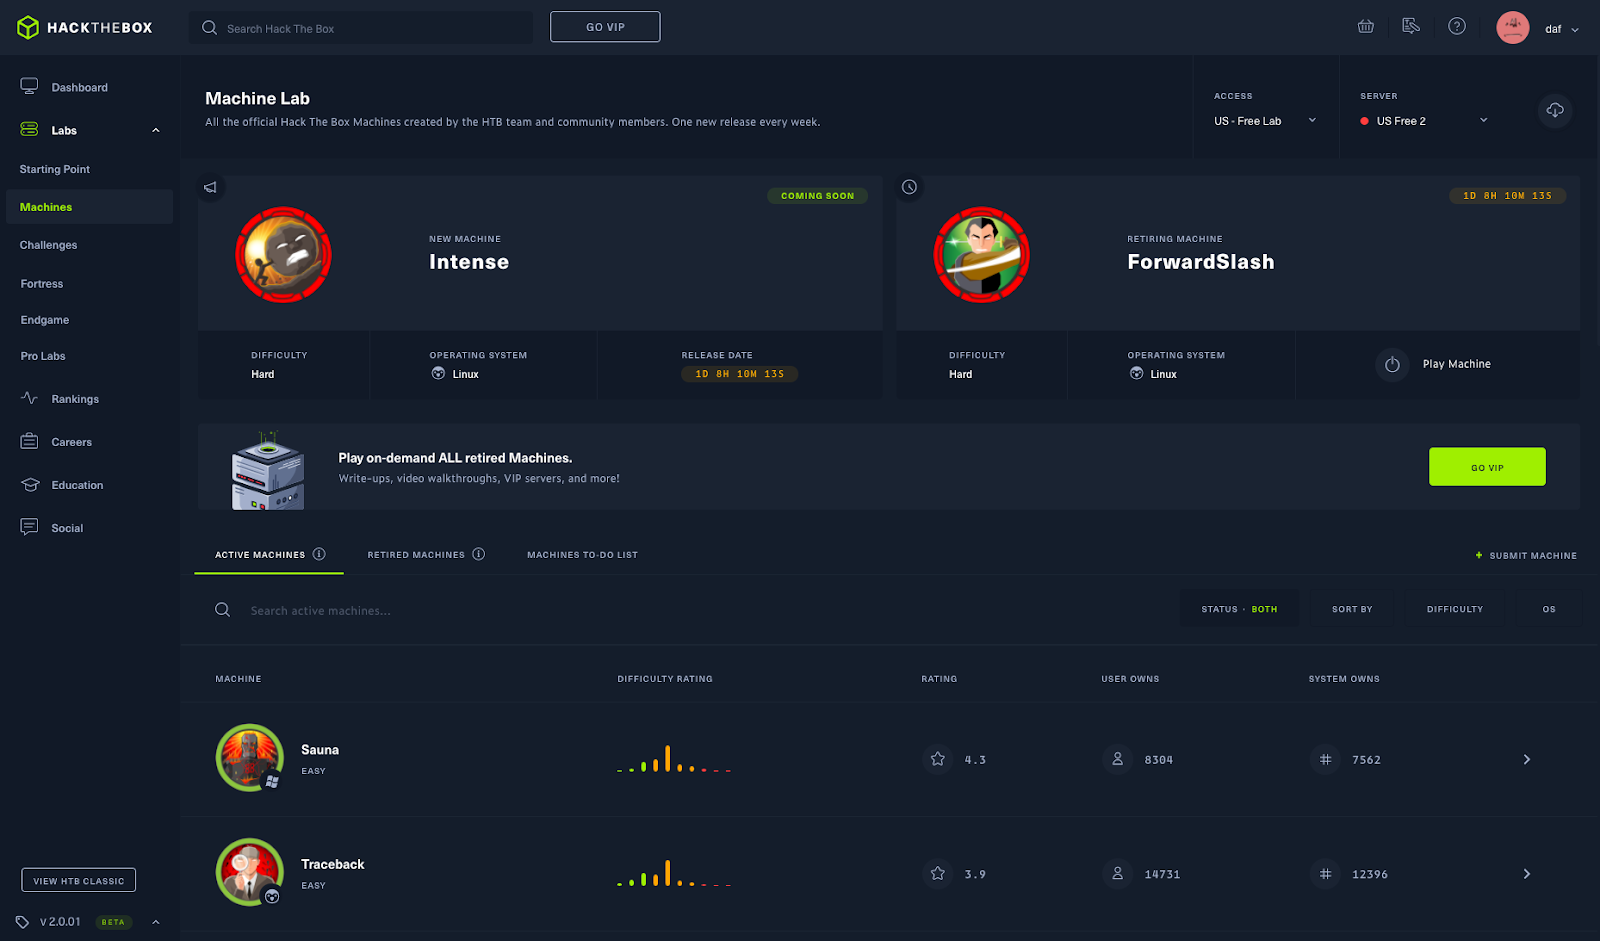 HACKTHEBOX
Search Hack The Box
GO VIP
daf
Dashboard
Labs
Starting Point
Machines
Challenges
Fortress
Endgame
Pro Labs
Rankings
Careers
Education
Social
VIEW HTB CLASSIC
v 2.0.01 BETA
Machine Lab
All the official Hack The Box Machines created by the HTB team and community members. One new release every week.
ACCESS
US - Free Lab
SERVER
US Free 2
COMING SOON
NEW MACHINE
Intense
DIFFICULTY
Hard
OPERATING SYSTEM
Linux
RELEASE DATE
1D 8H 10M 13S
1D 8H 10M 13S
RETIRING MACHINE
ForwardSlash
DIFFICULTY
Hard
OPERATING SYSTEM
Linux
Play Machine
Play on-demand ALL retired Machines.
Write-ups, video walkthroughs, VIP servers, and more!
GO VIP
ACTIVE MACHINES RETIRED MACHINES MACHINES TO-DO LIST + SUBMIT MACHINE
Search active machines... STATUS · BOTH SORT BY DIFFICULTY OS
MACHINE DIFFICULTY RATING RATING USER OWNS SYSTEM OWNS
Sauna
EASY
4.3 8304 # 7562
Traceback
EASY
3.9 14731 # 12396